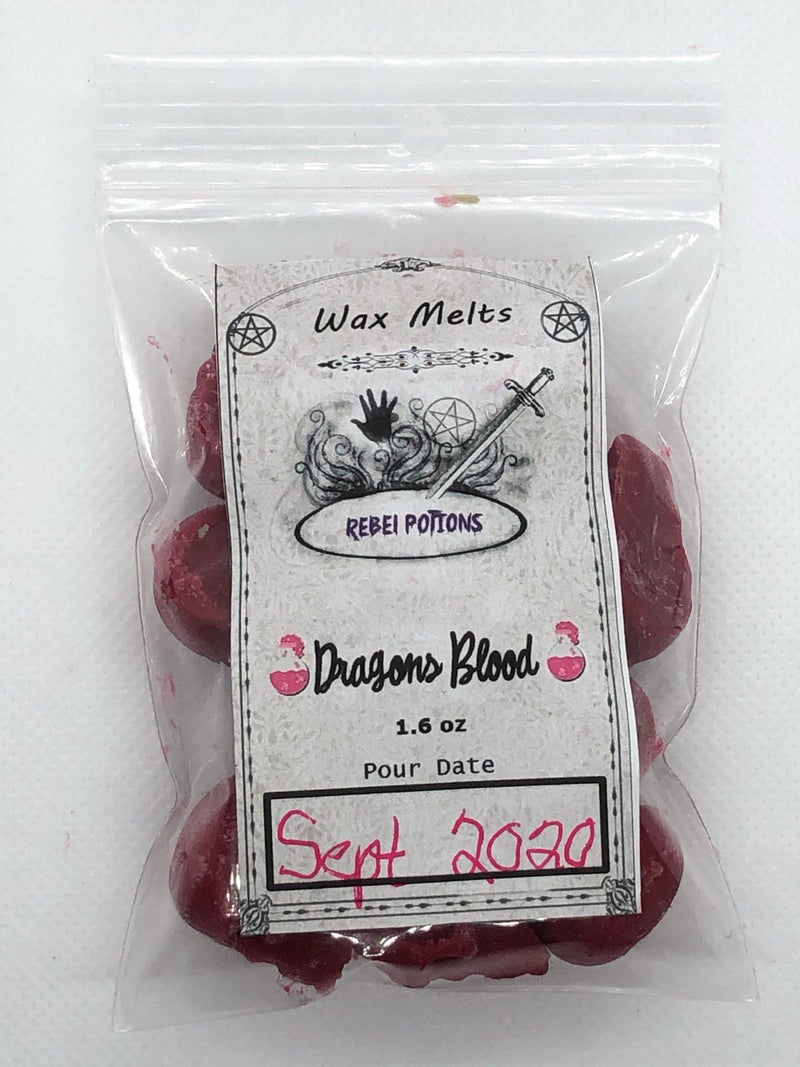 Wax Melts
REBEl POTIONS
Dragons Blood
1.6 oz
Pour Date
Sept 2020